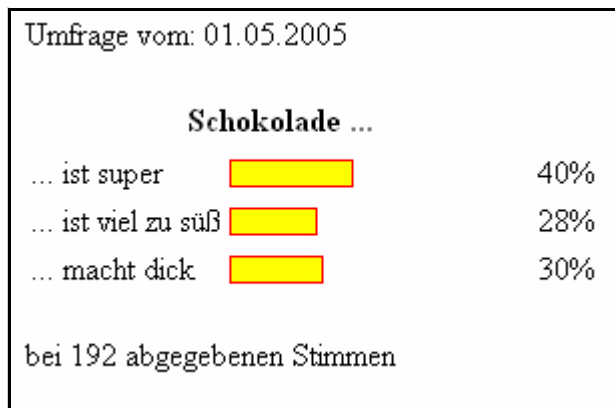 Umfrage vom: 01.05.2005
Schokolade ...
... ist super 40%
... ist viel zu süß 28%
... macht dick 30%
bei 192 abgegebenen Stimmen